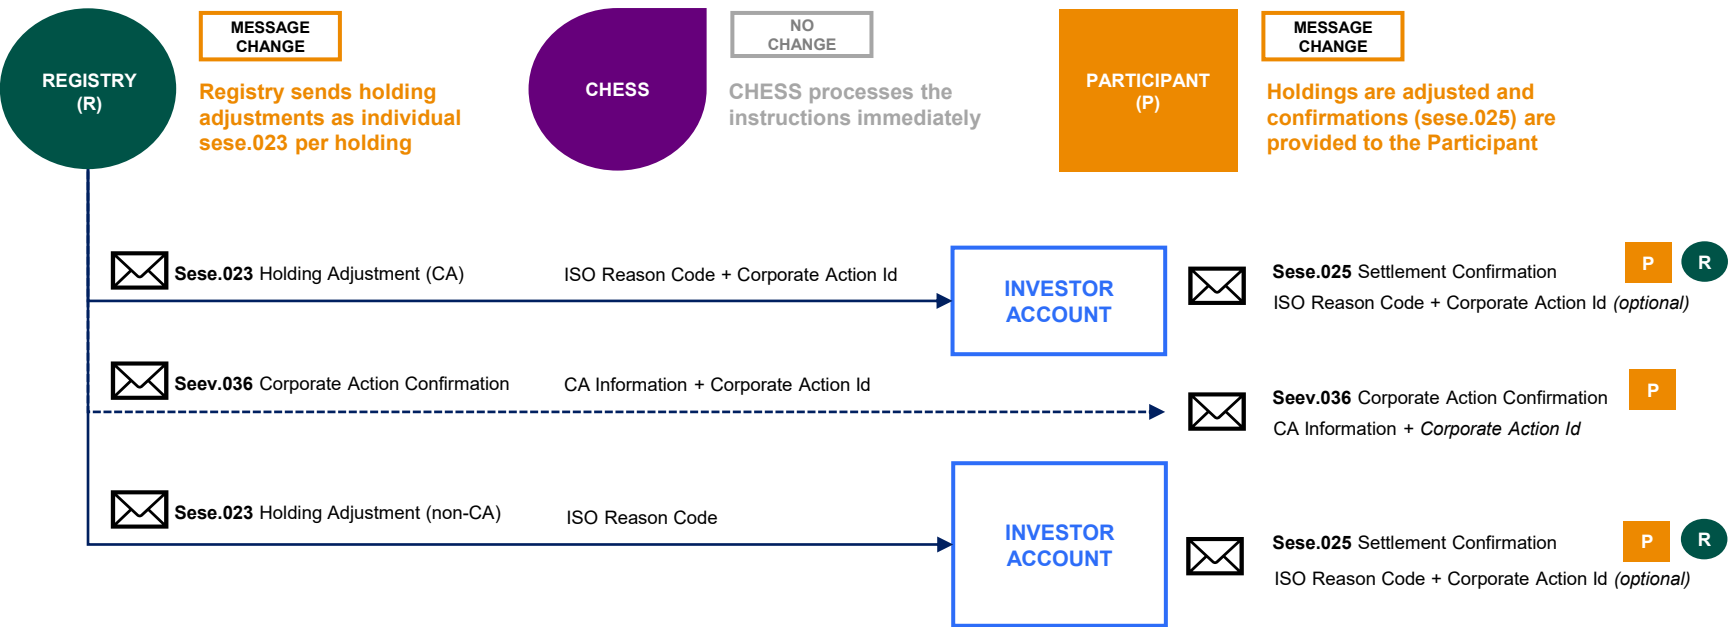 REGISTRY
(R)
MESSAGE
CHANGE
Registry sends holding
adjustments as individual
sese.023 per holding
CHESS
NO
CHANGE
CHESS processes the
instructions immediately
PARTICIPANT
(P)
MESSAGE
CHANGE
Holdings are adjusted and
confirmations (sese.025) are
provided to the Participant
Sese.023 Holding Adjustment (CA)
ISO Reason Code + Corporate Action Id
INVESTOR
ACCOUNT
Sese.025 Settlement Confirmation
P
R
ISO Reason Code + Corporate Action Id (optional)
Seev.036 Corporate Action Confirmation
CA Information + Corporate Action Id
Seev.036 Corporate Action Confirmation
P
CA Information + Corporate Action Id
Sese.023 Holding Adjustment (non-CA)
ISO Reason Code
INVESTOR
ACCOUNT
Sese.025 Settlement Confirmation
P
R
ISO Reason Code + Corporate Action Id (optional)